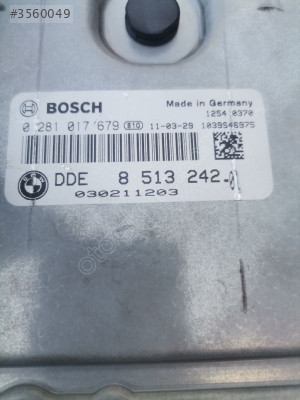 #3560049
BOSCH
Made in Germany
1254 0370
0 281 017 679 B10 11-03-29 1039S46975
DDE 8 513 242
030211203